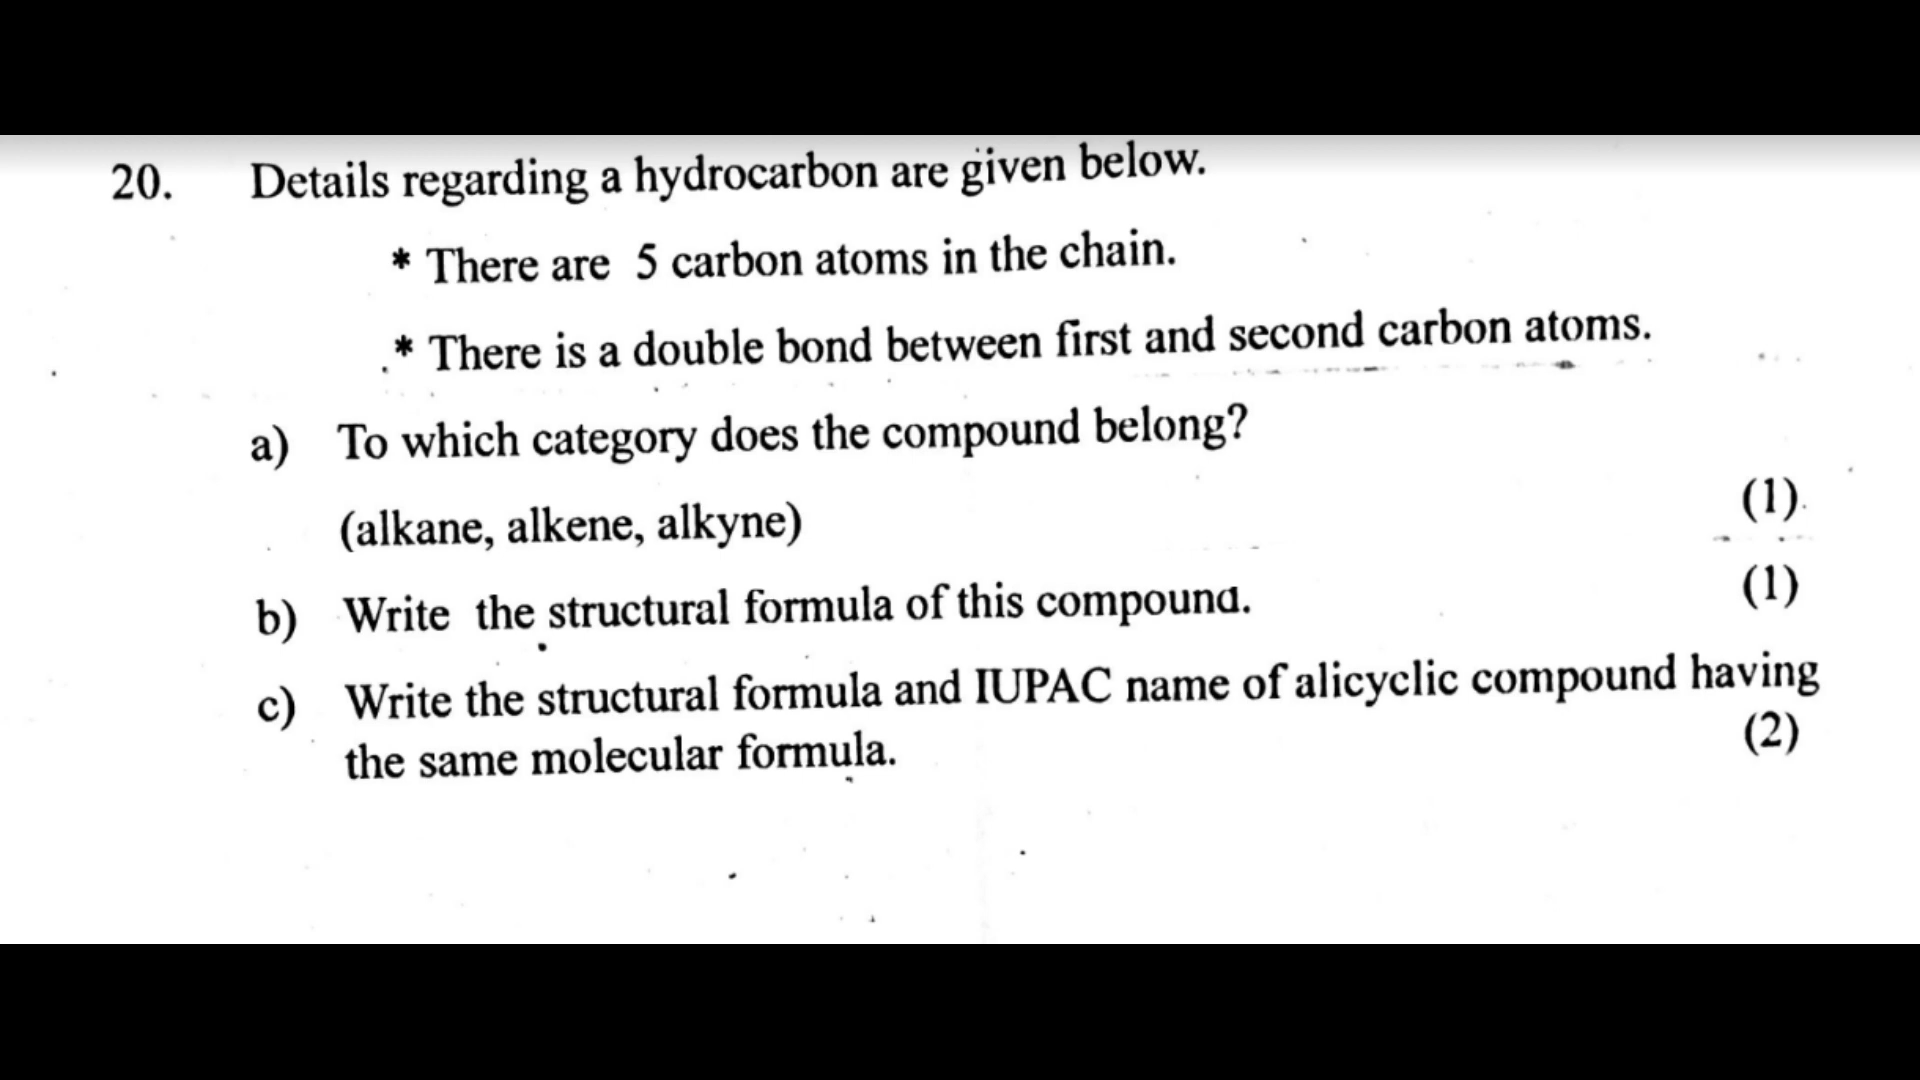 20. Details regarding a hydrocarbon are given below.
* There are 5 carbon atoms in the chain.
* There is a double bond between first and second carbon atoms.
a) To which category does the compound belong?
(alkane, alkene, alkyne) (1)
b) Write the structural formula of this compound. (1)
c) Write the structural formula and IUPAC name of alicyclic compound having
the same molecular formula. (2)